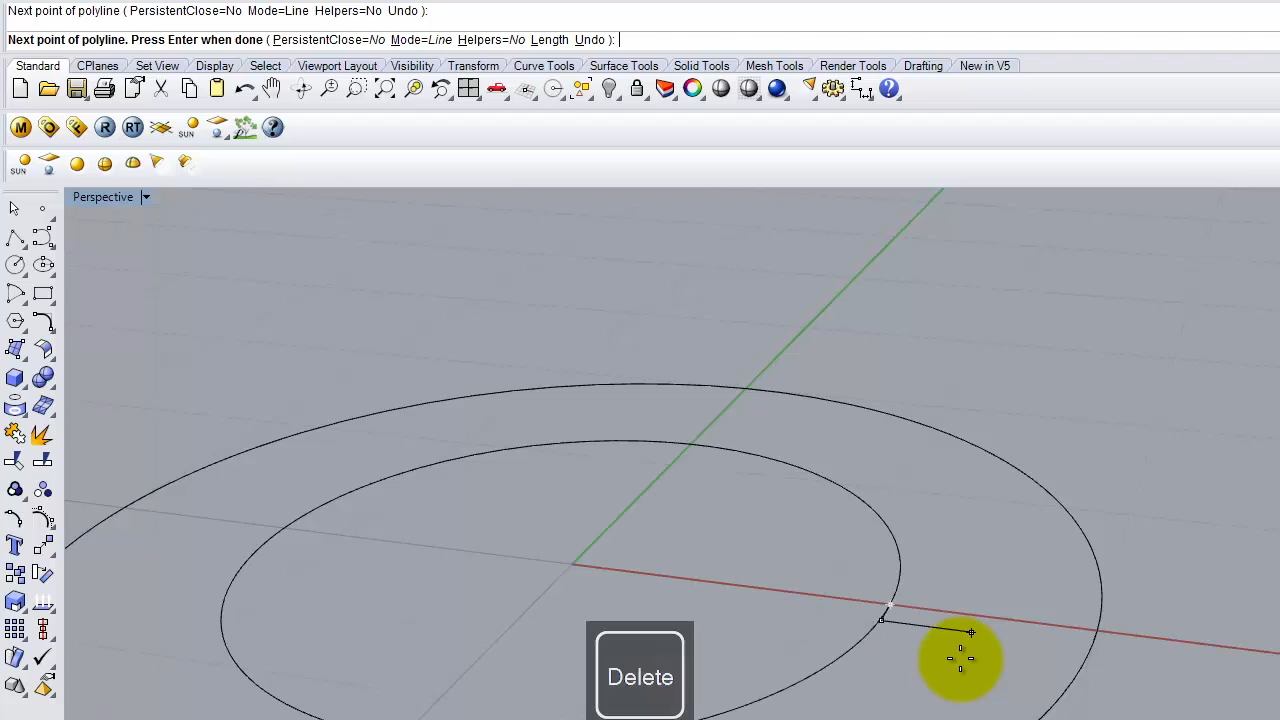 Next point of polyline ( PersistentClose=No Mode=Line Helpers=No Undo ):
Next point of polyline. Press Enter when done ( PersistentClose=No Mode=Line Helpers=No Length Undo ):
Standard CPlanes Set View Display Select Viewport Layout Visibility Transform Curve Tools Surface Tools Solid Tools Mesh Tools Render Tools Drafting New in V5
M O F R RT SUN
SUN
Perspective
Delete